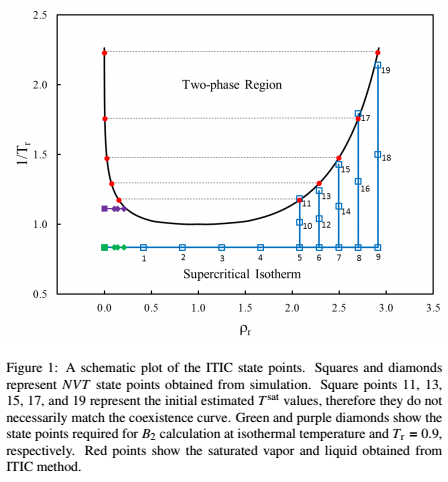 2.5
2.0
1.5
1.0
0.5
1/Tr
Two-phase Region
19
17
18
15
16
13
11
14
10
12
1
2
3
4
5
6
7
8
9
Supercritical Isotherm
0.0
0.5
1.0
1.5
2.0
2.5
3.0
3.5
ρr
Figure 1: A schematic plot of the ITIC state points. Squares and diamonds
represent NVT state points obtained from simulation. Square points 11, 13,
15, 17, and 19 represent the initial estimated Tsat values, therefore they do not
necessarily match the coexistence curve. Green and purple diamonds show the
state points required for B2 calculation at isothermal temperature and Tr = 0.9,
respectively. Red points show the saturated vapor and liquid obtained from
ITIC method.